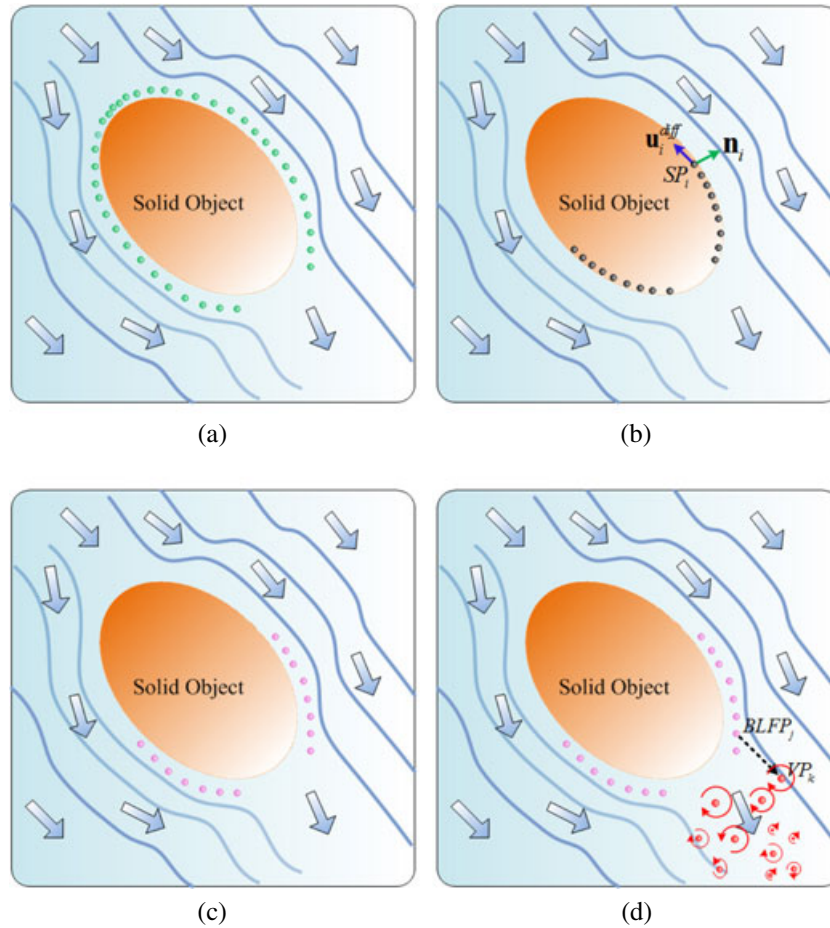 Solid Object
(a)
u_i^diff n_i
SP_i
Solid Object
(b)
Solid Object
(c)
Solid Object
BLFP_j
VP_k
(d)